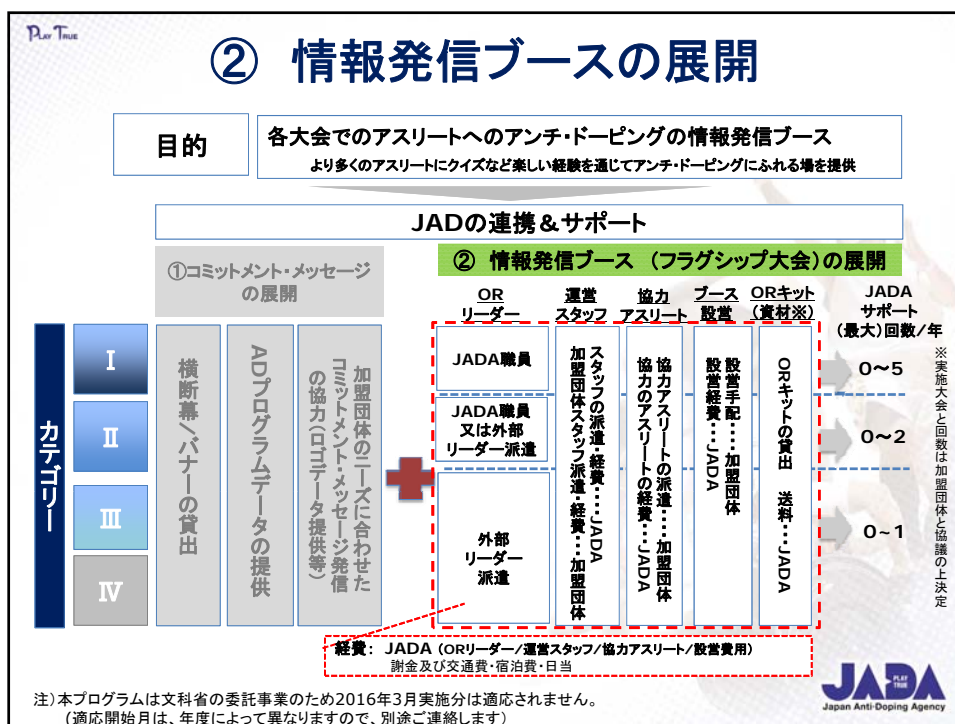 PLAY TRUE
② 情報発信ブースの展開
目的
各大会でのアスリートへのアンチ・ドーピングの情報発信ブース
より多くのアスリートにクイズなど楽しい経験を通じてアンチ・ドーピングにふれる場を提供
JADの連携＆サポート
①コミットメント・メッセージ
の展開
② 情報発信ブース （フラグシップ大会）の展開
OR
リーダー
運営
スタッフ
協力
アスリート
ブース
設営
ORキット
(資材※)
JADA
サポート
(最大)回数/年
カテゴリー
Ⅰ
Ⅱ
Ⅲ
Ⅳ
横断幕/バナーの貸出
ADプログラムデータの提供
加盟団体のニーズに合わせた
コミットメント・メッセージ発信
の協力(ロゴデータ提供等)
JADA職員
JADA職員
又は外部
リーダー派遣
外部
リーダー
派遣
スタッフの派遣・経費・・・JADA
加盟団体スタッフ派遣・経費・・・加盟団体
協力アスリートの派遣・・・・加盟団体
協力のアスリートの経費・・・JADA
設営手配・・・・加盟団体
設営経費・・・JADA
ORキットの貸出　送料・・・JADA
0～5
0～2
0~1
※実施大会と回数は加盟団体と協議の上決定
経費： JADA （ORリーダー/運営スタッフ/協力アスリート/設営費用）
謝金及び交通費・宿泊費・日当
注）本プログラムは文科省の委託事業のため2016年3月実施分は適応されません。
（適応開始月は、年度によって異なりますので、別途ご連絡します）
JADA
PLAY
TRUE
Japan Anti-Doping Agency